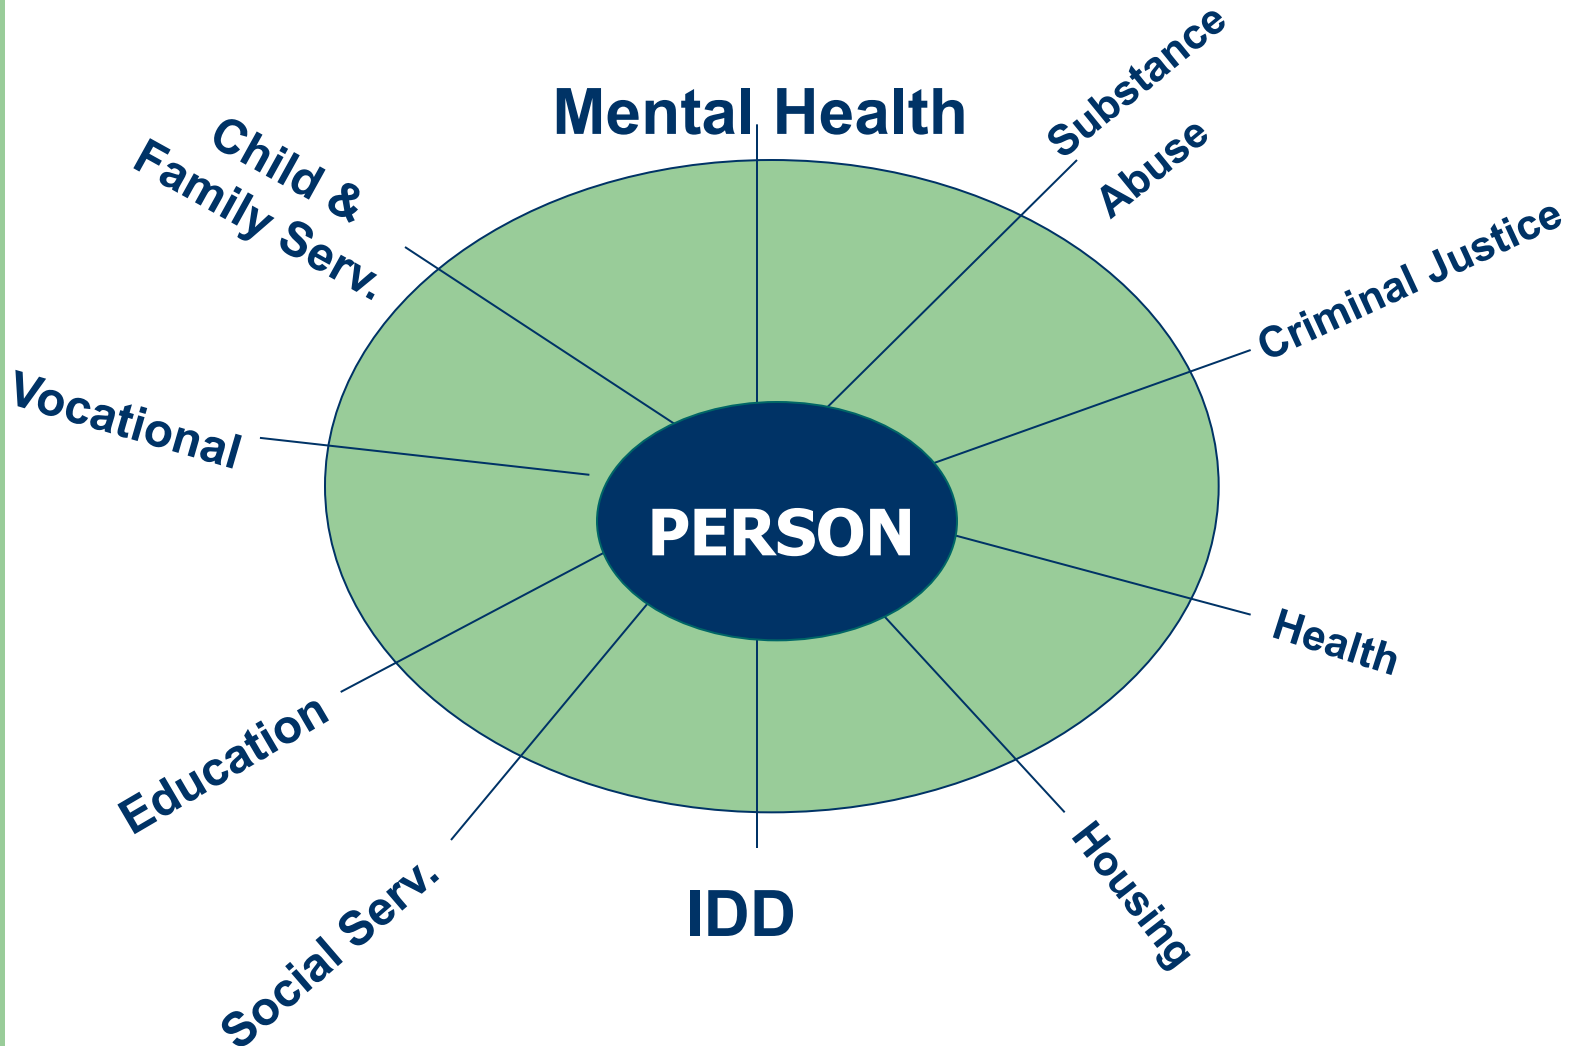 Mental Health
Substance
Abuse
Criminal Justice
Health
Housing
IDD
Social Serv.
Education
Vocational
Child &
Family Serv.
PERSON